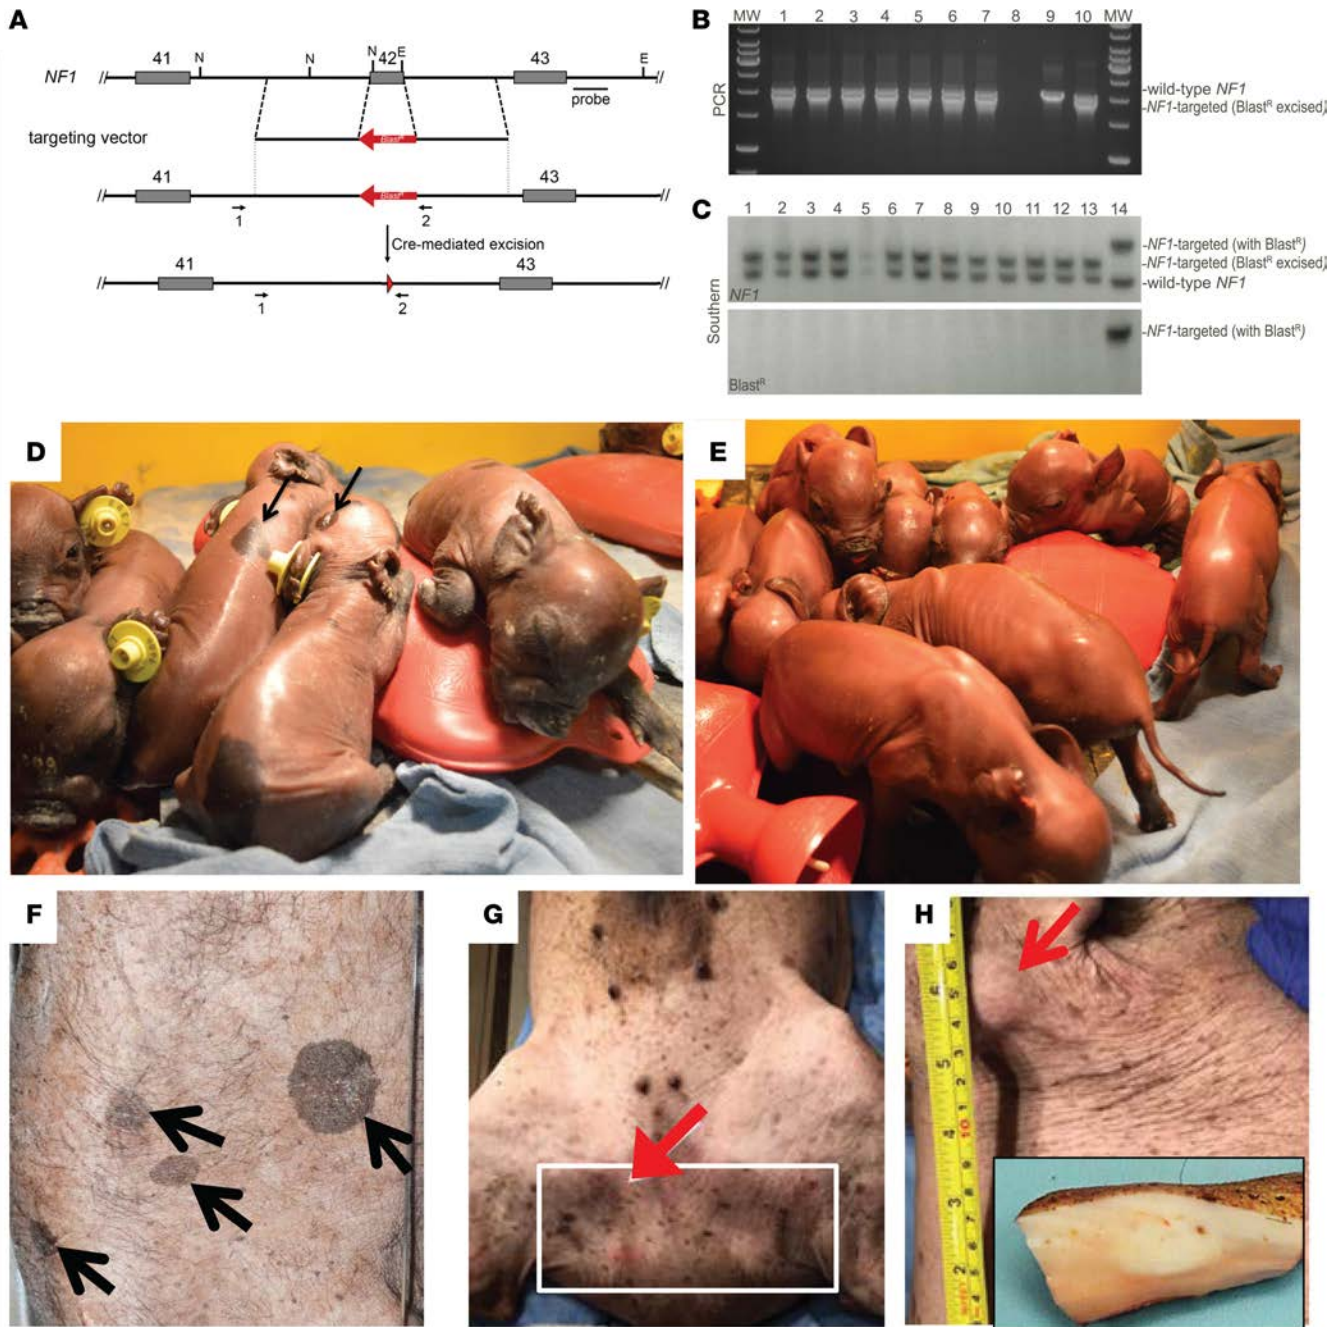 A
41 N N N 42 E 43 E
NF1
probe
targeting vector
Blast^R
41 Blast^R 43
1 2
Cre-mediated excision
41 43
1 2
B
MW 1 2 3 4 5 6 7 8 9 10 MW
PCR
-wild-type NF1
-NF1-targeted (Blast^R excised)
C
1 2 3 4 5 6 7 8 9 10 11 12 13 14
Southern
-NF1-targeted (with Blast^R)
-NF1-targeted (Blast^R excised)
-wild-type NF1
NF1
-NF1-targeted (with Blast^R)
Blast^R
D
E
F
G
H